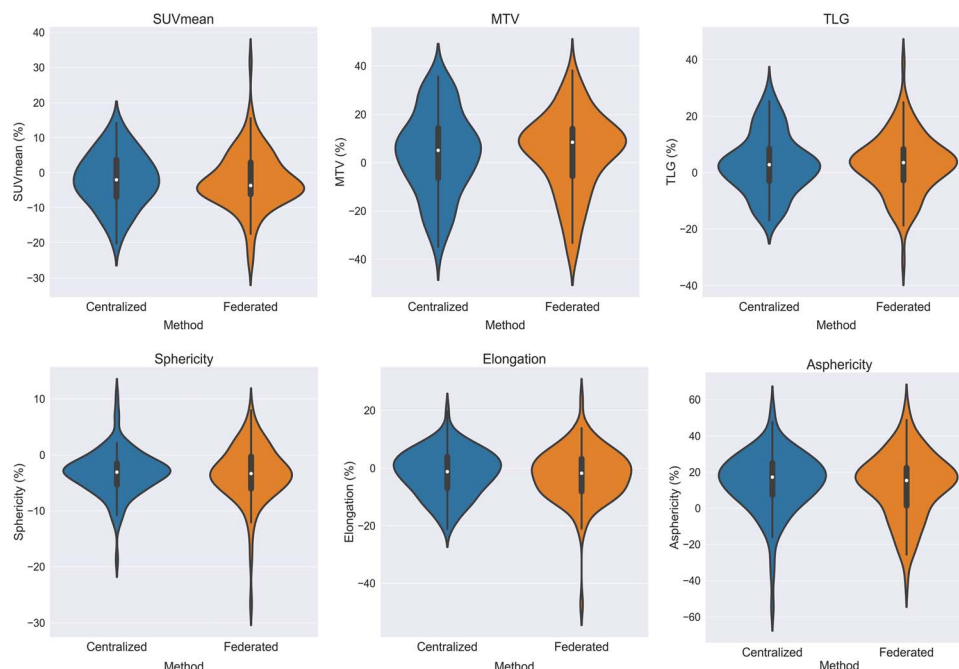 SUVmean
40
30
20
10
0
−10
−20
−30
SUVmean (%)
Centralized
Federated
Method
MTV
40
20
0
−20
−40
MTV (%)
Centralized
Federated
Method
TLG
40
20
0
−20
−40
TLG (%)
Centralized
Federated
Method
Sphericity
10
0
−10
−20
−30
Sphericity (%)
Centralized
Federated
Method
Elongation
20
0
−20
−40
Elongation (%)
Centralized
Federated
Method
Asphericity
60
40
20
0
−20
−40
−60
Asphericity (%)
Centralized
Federated
Method